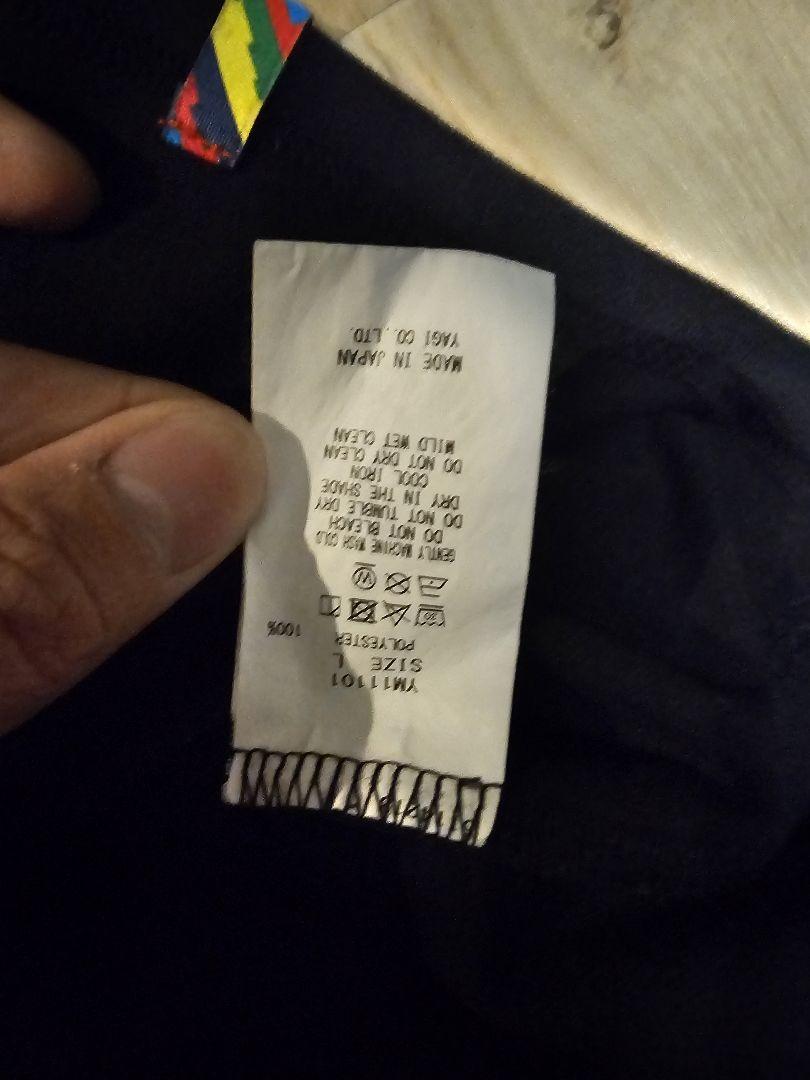 YM11101
SIZE L
POLYESTER 100%
GENTLY MACHINE WASH COLD
DO NOT BLEACH
DO NOT TUMBLE DRY
DRY IN THE SHADE
COOL IRON
DO NOT DRY CLEAN
MILD WET CLEAN
MADE IN JAPAN
YAGI CO., LTD.